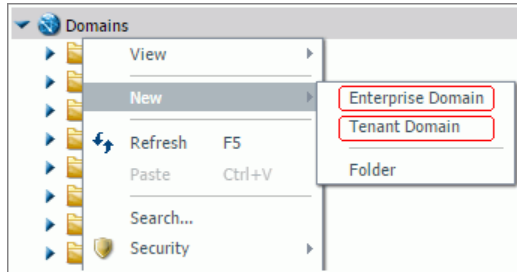 Domains
View
New
Enterprise Domain
Tenant Domain
Folder
Refresh F5
Paste Ctrl+V
Search...
Security